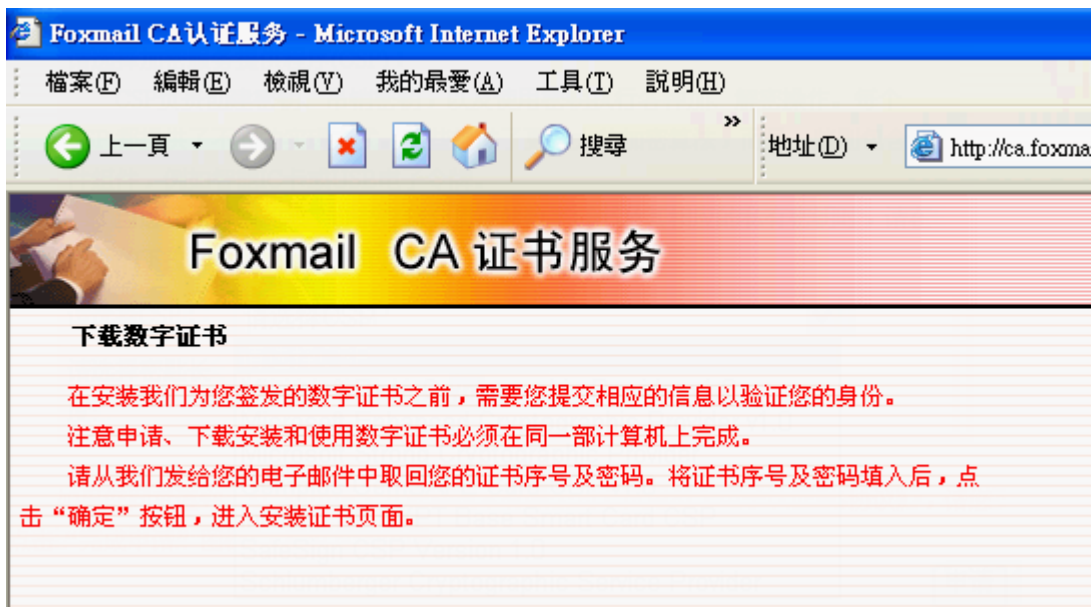 Foxmail CA认证服务 - Microsoft Internet Explorer
檔案(F) 編輯(E) 檢視(V) 我的最愛(A) 工具(T) 說明(H)
上一頁 搜尋 » 地址(D) http://ca.foxma
Foxmail CA 证书服务
下载数字证书
在安装我们为您签发的数字证书之前，需要您提交相应的信息以验证您的身份。
注意申请、下载安装和使用数字证书必须在同一部计算机上完成。
请从我们发给您的电子邮件中取回您的证书序号及密码。将证书序号及密码填入后，点
击“确定”按钮，进入安装证书页面。